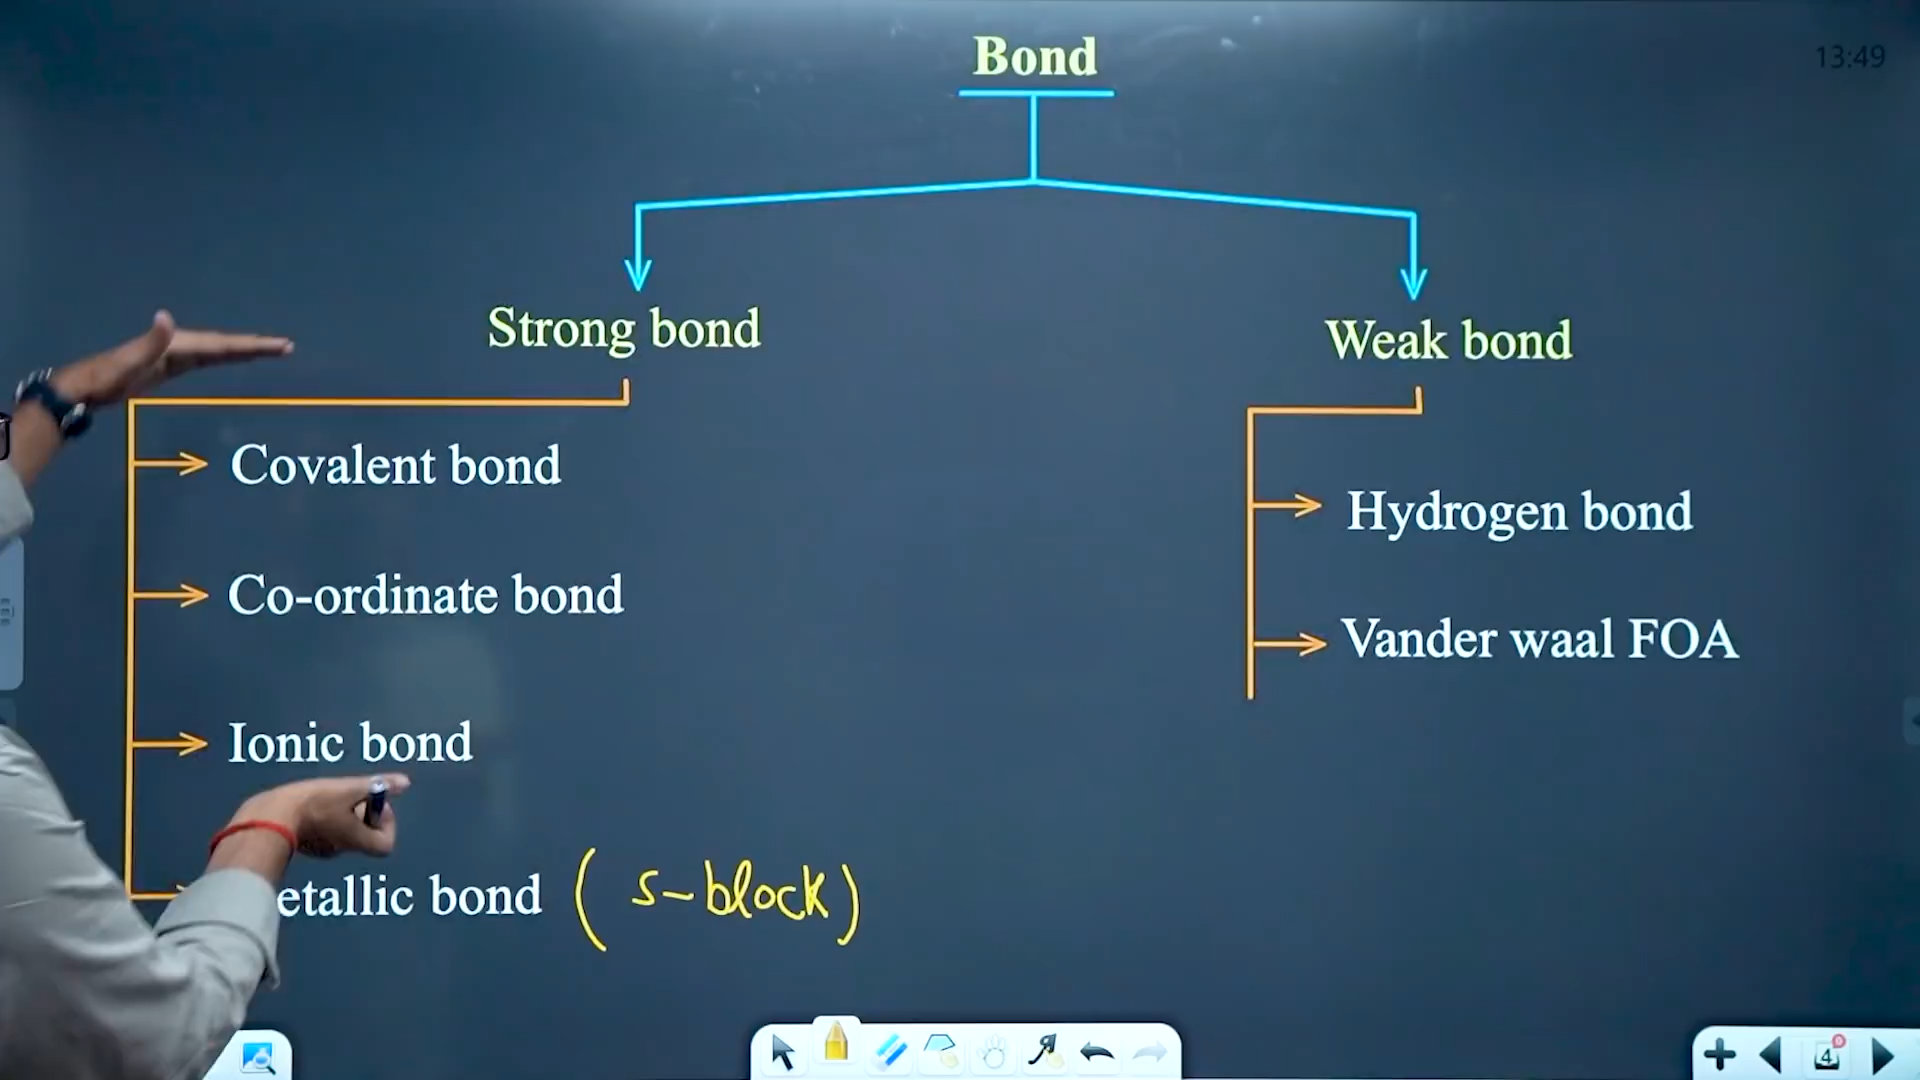 Bond
13:49
Strong bond
Weak bond
Covalent bond
Hydrogen bond
Co-ordinate bond
Vander waal FOA
Ionic bond
etallic bond ( s-block)
4